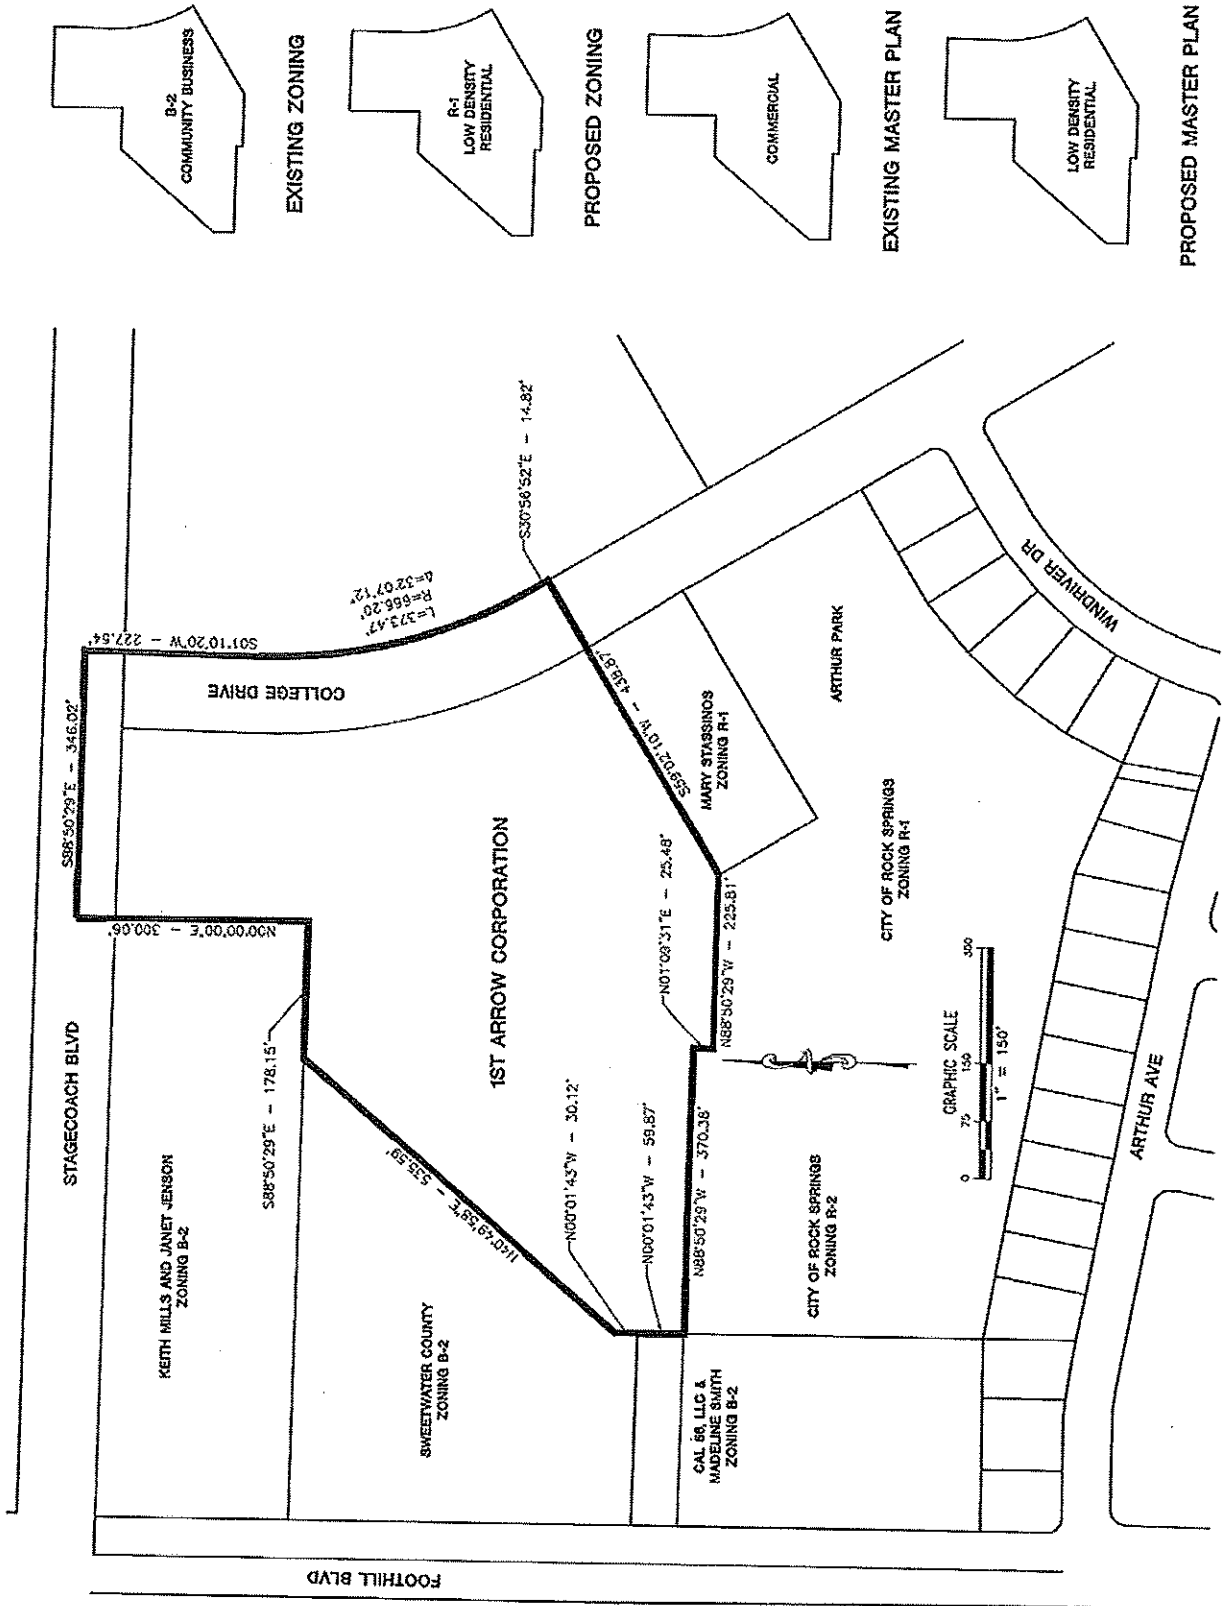 STAGECOACH BLVD
S88°50'29"E - 346.02'
N00°00'00"E - 300.06'
S01°10'20"W - 227.54'
COLLEGE DRIVE
L=373.47'
R=666.20'
Δ=32°07'12"
S30°56'52"E - 14.82'
KEITH MILLS AND JANET JENSON
ZONING B-2
S88°50'29"E - 178.15'
1ST ARROW CORPORATION
N40°49'58"E - 535.59'
SWEETWATER COUNTY
ZONING B-2
S59°02'10"W - 438.87'
MARY STASSINOS
ZONING R-1
N00°01'43"W - 30.12'
N00°01'43"W - 59.87'
N01°09'31"E - 25.48'
N88°50'29"W - 370.38'
N88°50'29"W - 225.81'
CAL 66, LLC &
MADELINE SMITH
ZONING B-2
CITY OF ROCK SPRINGS
ZONING R-2
CITY OF ROCK SPRINGS
ZONING R-1
ARTHUR PARK
GRAPHIC SCALE
0 75 150 300
1" = 150'
WINDRIVER DR
ARTHUR AVE
FOOTHILL BLVD
B-2
COMMUNITY BUSINESS
EXISTING ZONING
R-1
LOW DENSITY
RESIDENTIAL
PROPOSED ZONING
COMMERCIAL
EXISTING MASTER PLAN
LOW DENSITY
RESIDENTIAL
PROPOSED MASTER PLAN